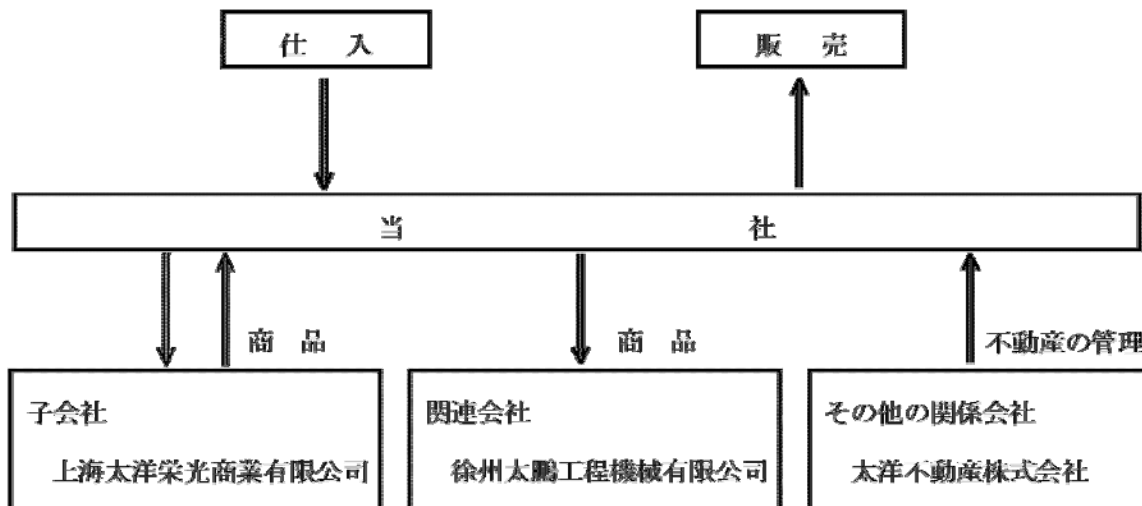 仕 入
販 売
当 社
商 品
商 品
不動産の管理
子会社
上海太洋栄光商業有限公司
関連会社
徐州太鵬工程機械有限公司
その他の関係会社
太洋不動産株式会社